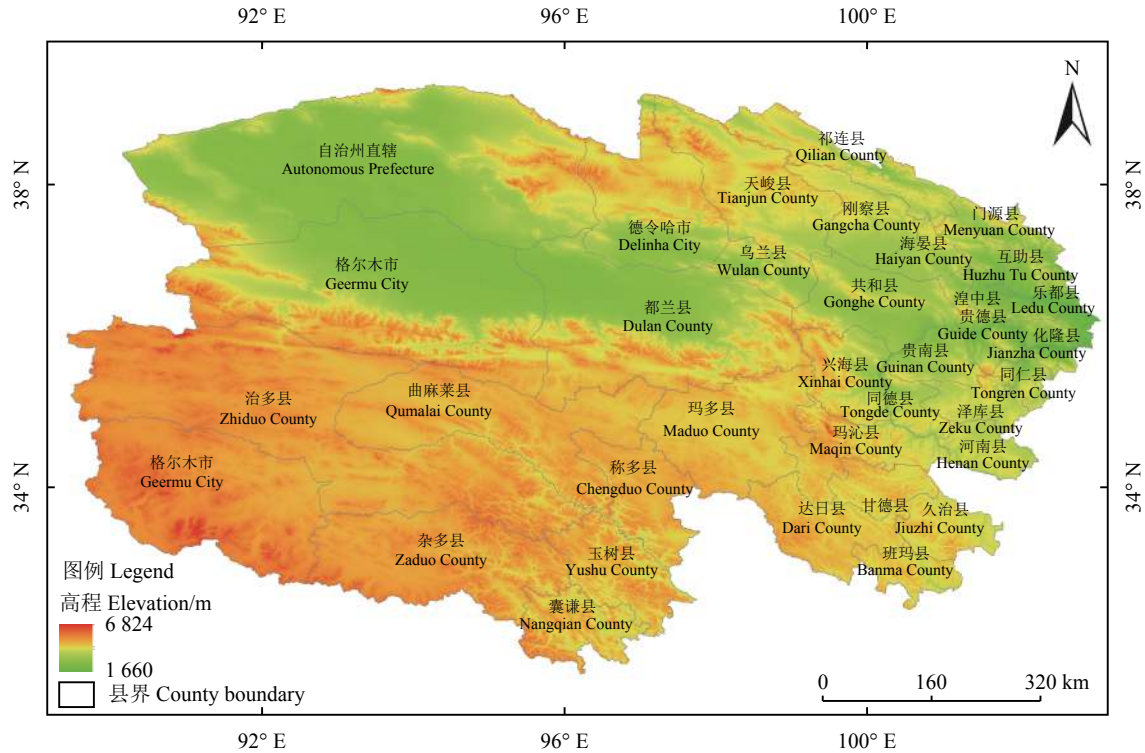 92° E
96° E
100° E
N
祁连县
Qilian County
自治州直辖
Autonomous Prefecture
38° N
38° N
天峻县
Tianjun County
刚察县
Gangcha County
门源县
Menyuan County
德令哈市
Delinha City
海晏县
Haiyan County
乌兰县
Wulan County
互助县
Huzhu Tu County
格尔木市
Geermu City
共和县
Gonghe County
湟中县
乐都县
Ledu County
都兰县
Dulan County
贵德县
Guide County
化隆县
Jianzha County
贵南县
Guinan County
兴海县
Xinhai County
同仁县
Tongren County
治多县
Zhiduo County
曲麻莱县
Qumalai County
玛多县
Maduo County
同德县
Tongde County
泽库县
Zeku County
玛沁县
Maqin County
河南县
Henan County
格尔木市
Geermu City
称多县
Chengduo County
34° N
34° N
达日县
Dari County
甘德县
久治县
Jiuzhi County
杂多县
Zaduo County
玉树县
Yushu County
班玛县
Banma County
囊谦县
Nangqian County
图例 Legend
高程 Elevation/m
6 824
1 660
县界 County boundary
0 160 320 km
92° E
96° E
100° E